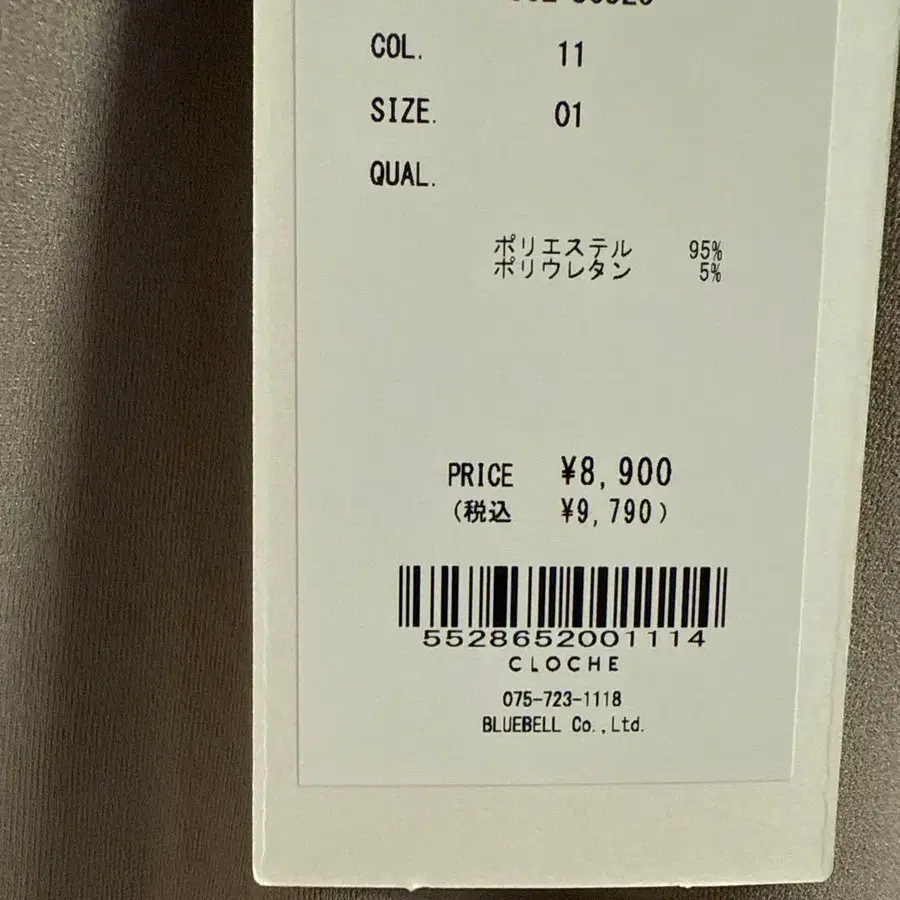 COL. 11
SIZE. 01
QUAL.
ポリエステル 95%
ポリウレタン 5%
PRICE ¥8,900
(税込 ¥9,790)
5528652001114
CLOCHE
075-723-1118
BLUEBELL Co.,Ltd.